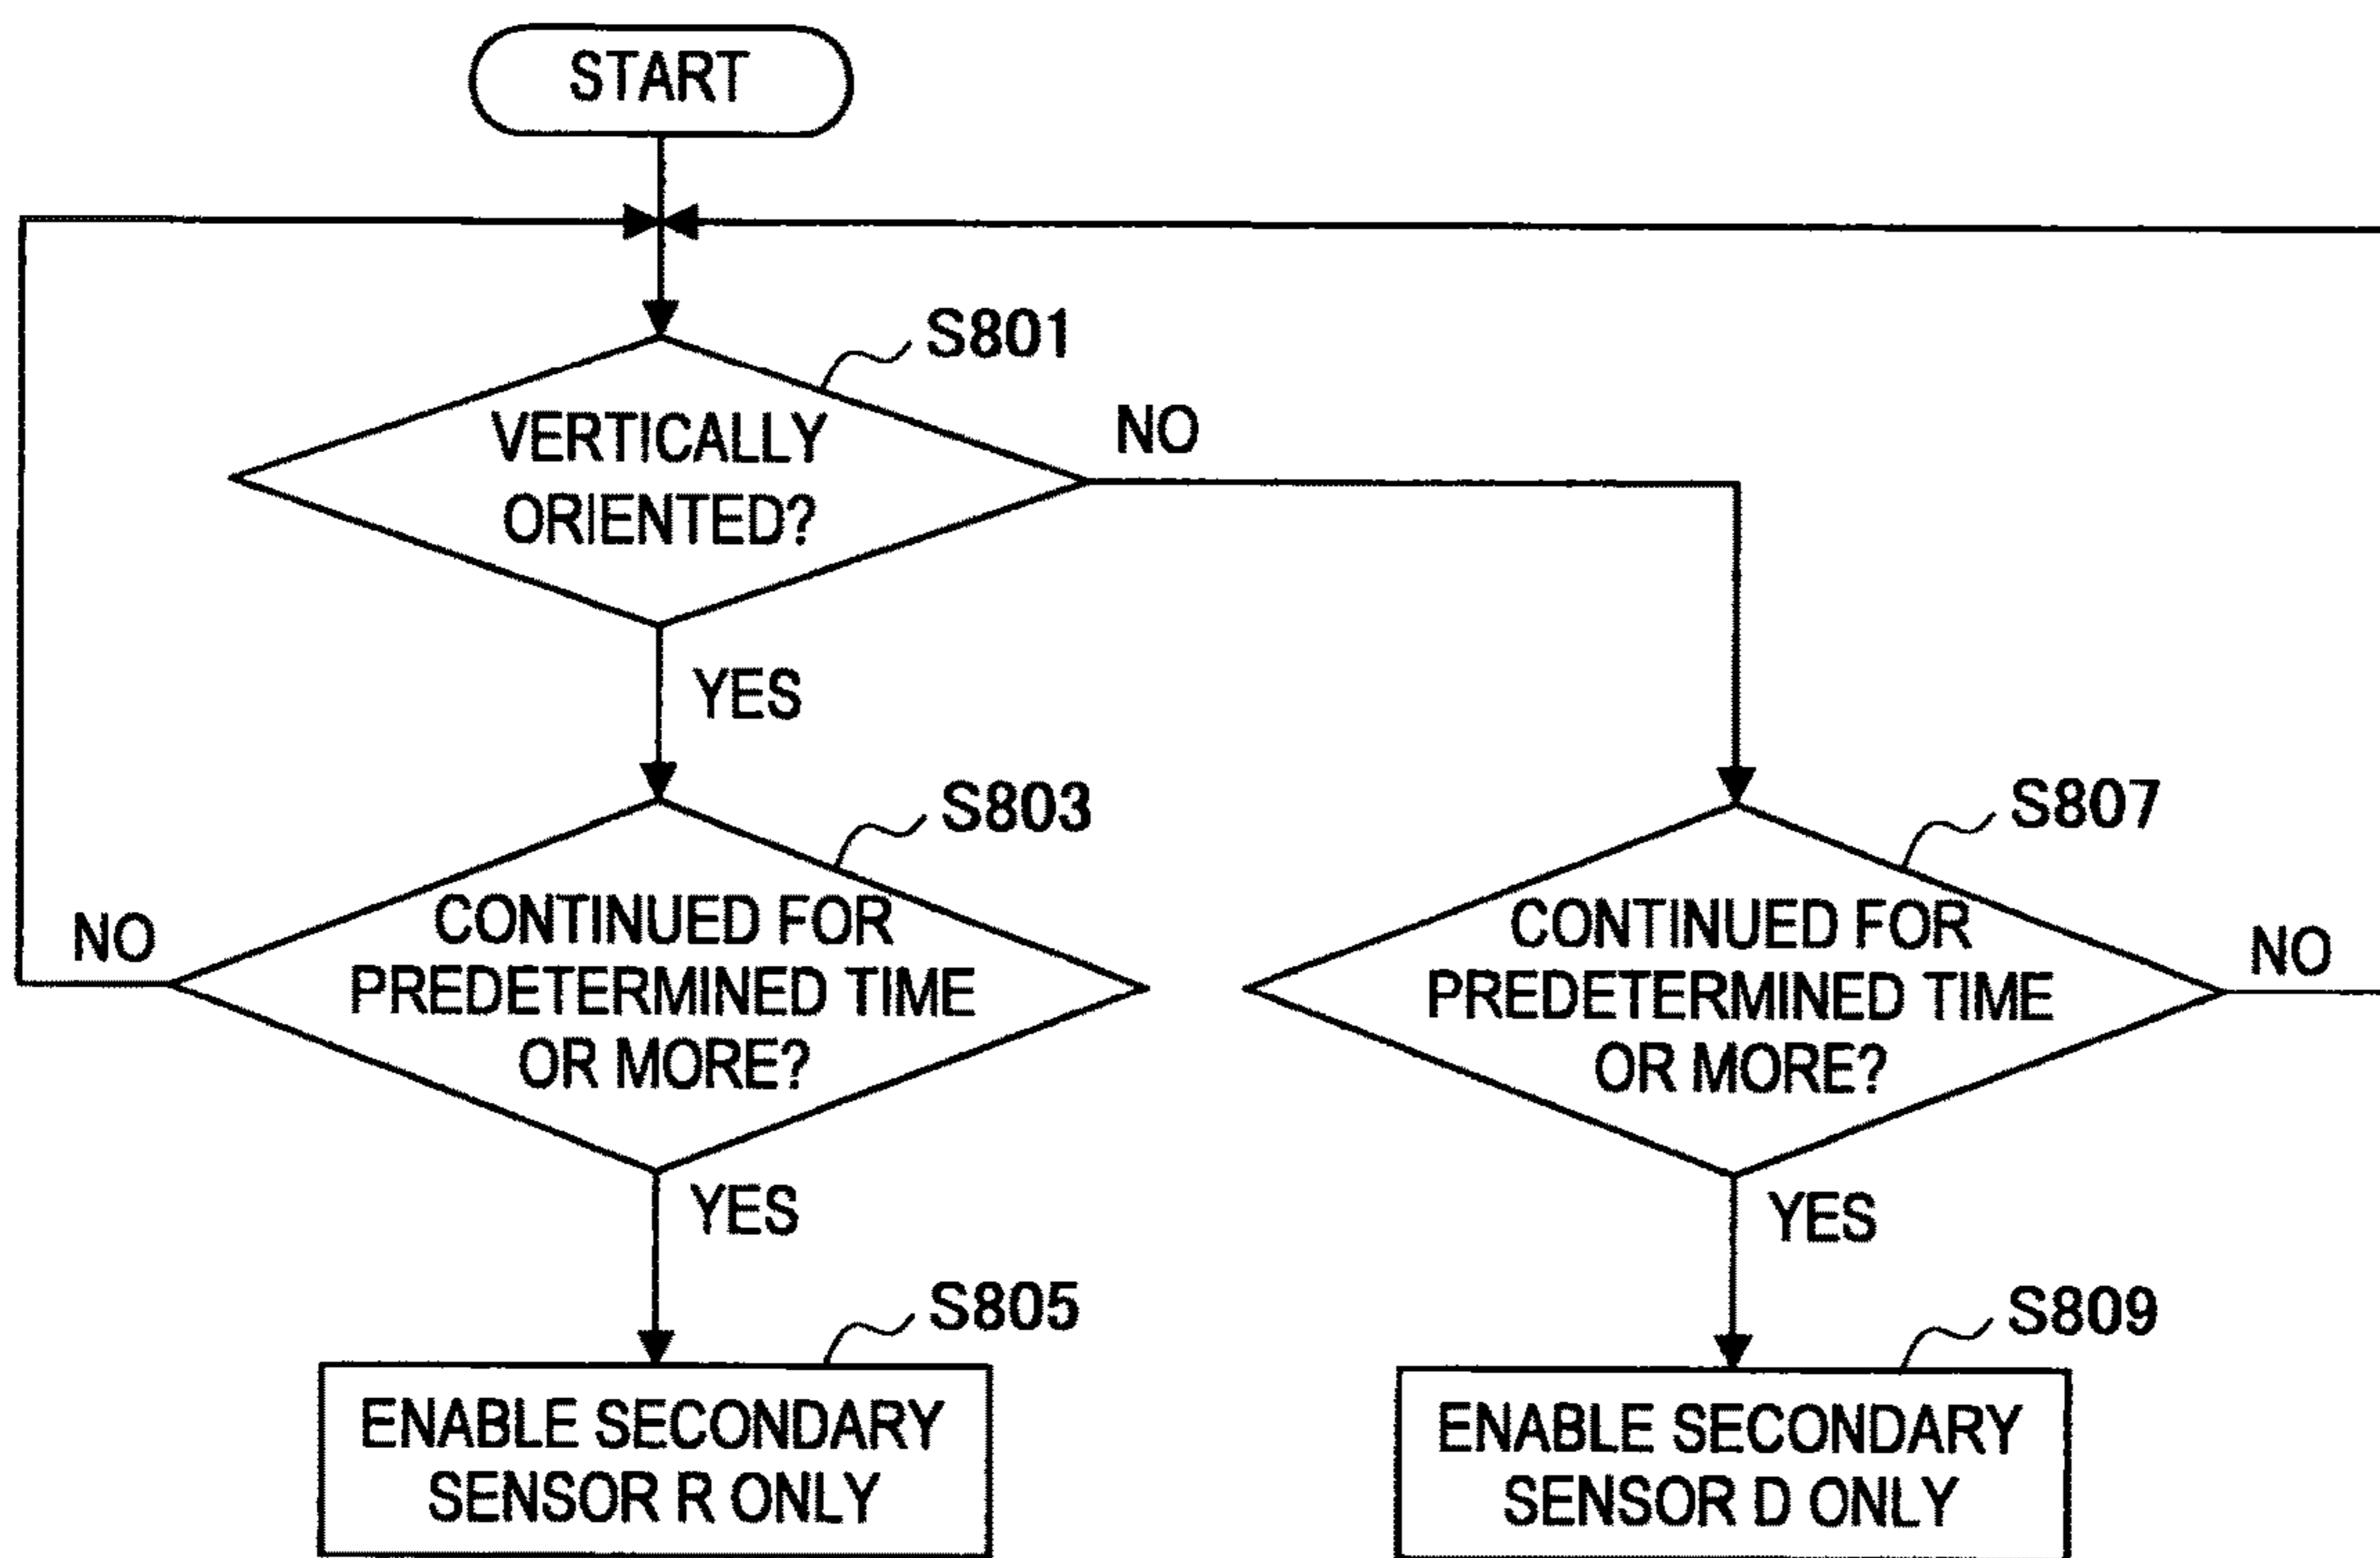 START
S801
VERTICALLY
ORIENTED?
NO
YES
S803
CONTINUED FOR
PREDETERMINED TIME
OR MORE?
NO
YES
S805
ENABLE SECONDARY
SENSOR R ONLY
S807
CONTINUED FOR
PREDETERMINED TIME
OR MORE?
NO
YES
S809
ENABLE SECONDARY
SENSOR D ONLY